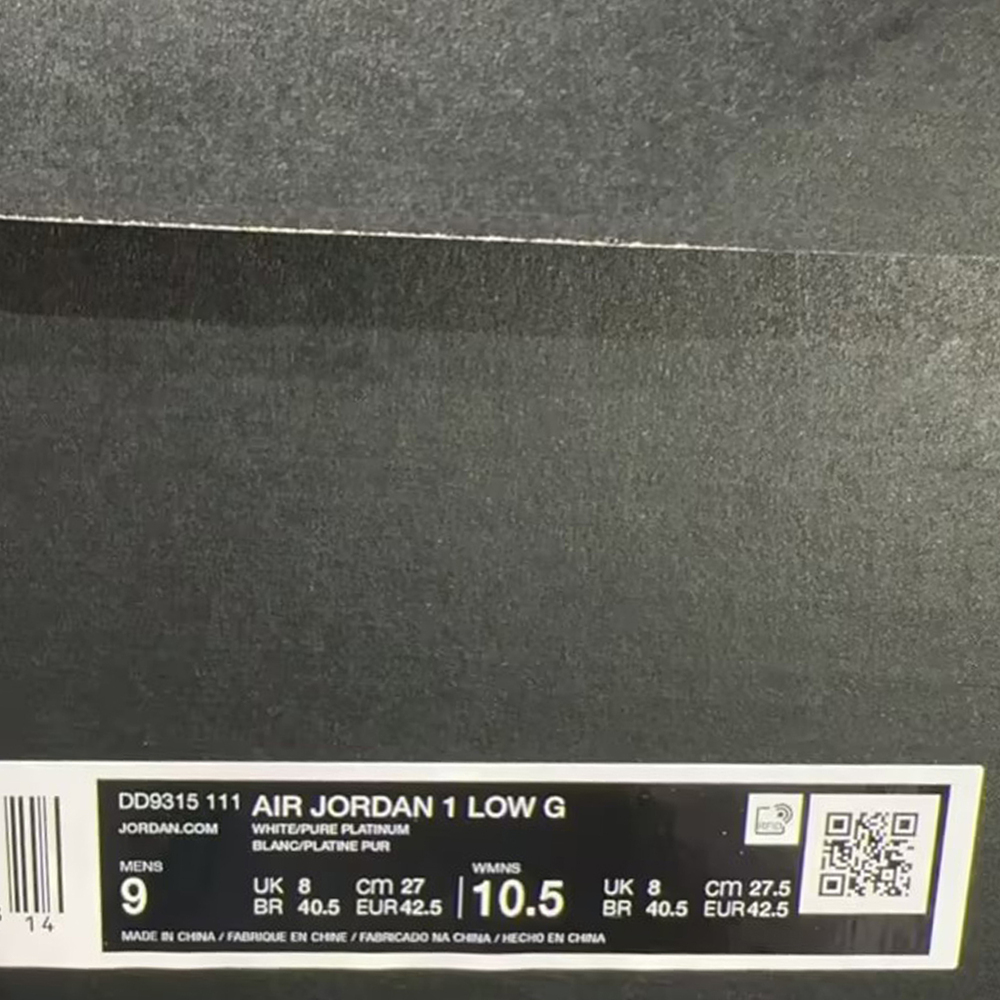 DD9315 111 AIR JORDAN 1 LOW G
JORDAN.COM WHITE/PURE PLATINUM
BLANC/PLATINE PUR
RFID
MENS WMNS
9 UK 8 cm 27 10.5 UK 8 cm 27.5
BR 40.5 EUR 42.5 BR 40.5 EUR 42.5
MADE IN CHINA / FABRIQUE EN CHINE / FABRICADO NA CHINA / HECHO EN CHINA
14